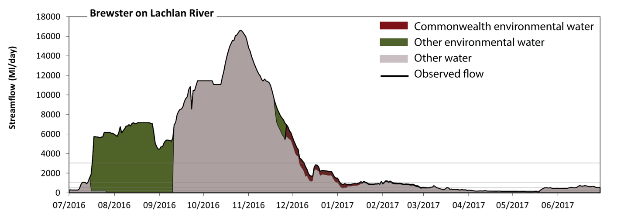 Brewster on Lachlan River
Commonwealth environmental water
Other environmental water
Other water
Observed flow
Streamflow (Ml/day)
18000
16000
14000
12000
10000
8000
6000
4000
2000
0
07/2016 08/2016 09/2016 10/2016 11/2016 12/2016 01/2017 02/2017 03/2017 04/2017 05/2017 06/2017